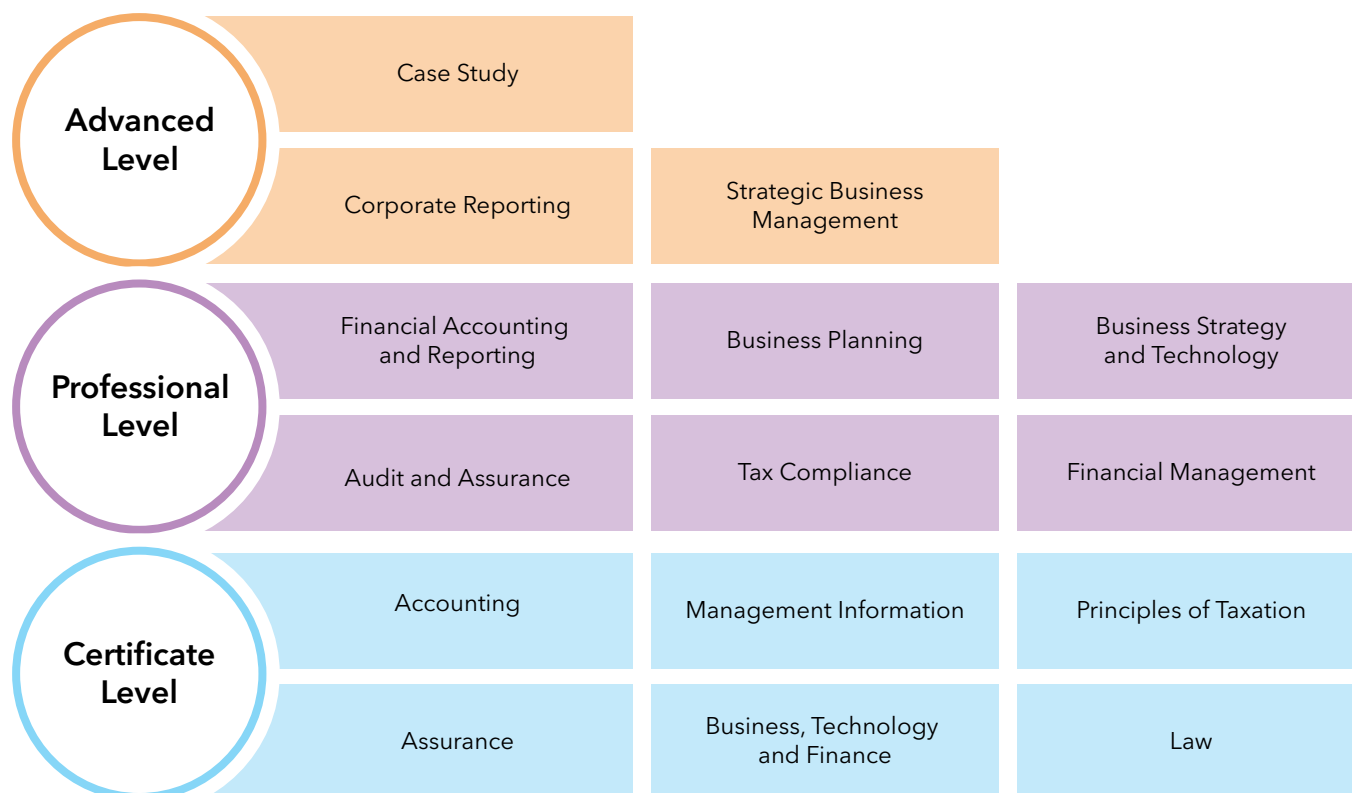 Advanced
Level
Case Study
Corporate Reporting
Strategic Business
Management
Professional
Level
Financial Accounting
and Reporting
Business Planning
Business Strategy
and Technology
Audit and Assurance
Tax Compliance
Financial Management
Certificate
Level
Accounting
Management Information
Principles of Taxation
Assurance
Business, Technology
and Finance
Law